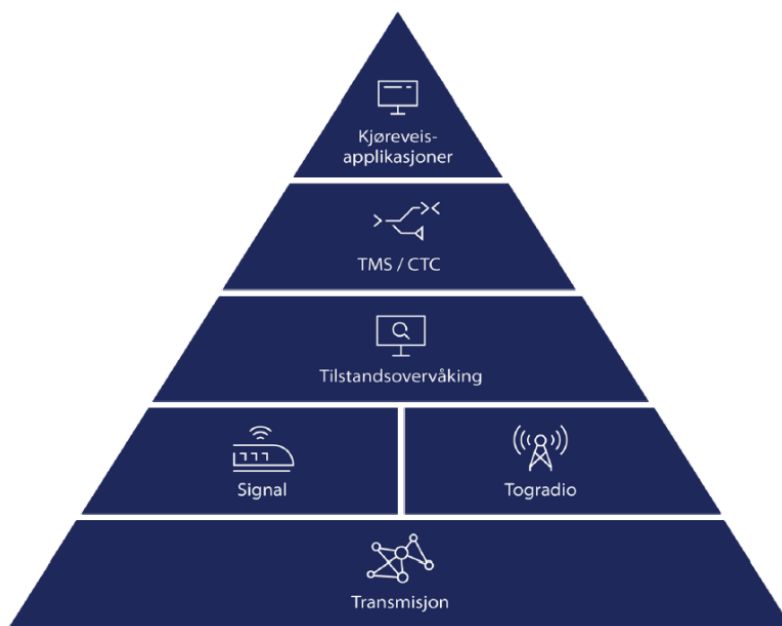 Kjøreveis-
applikasjoner
TMS / CTC
Tilstandsovervåking
Signal
Togradio
Transmisjon